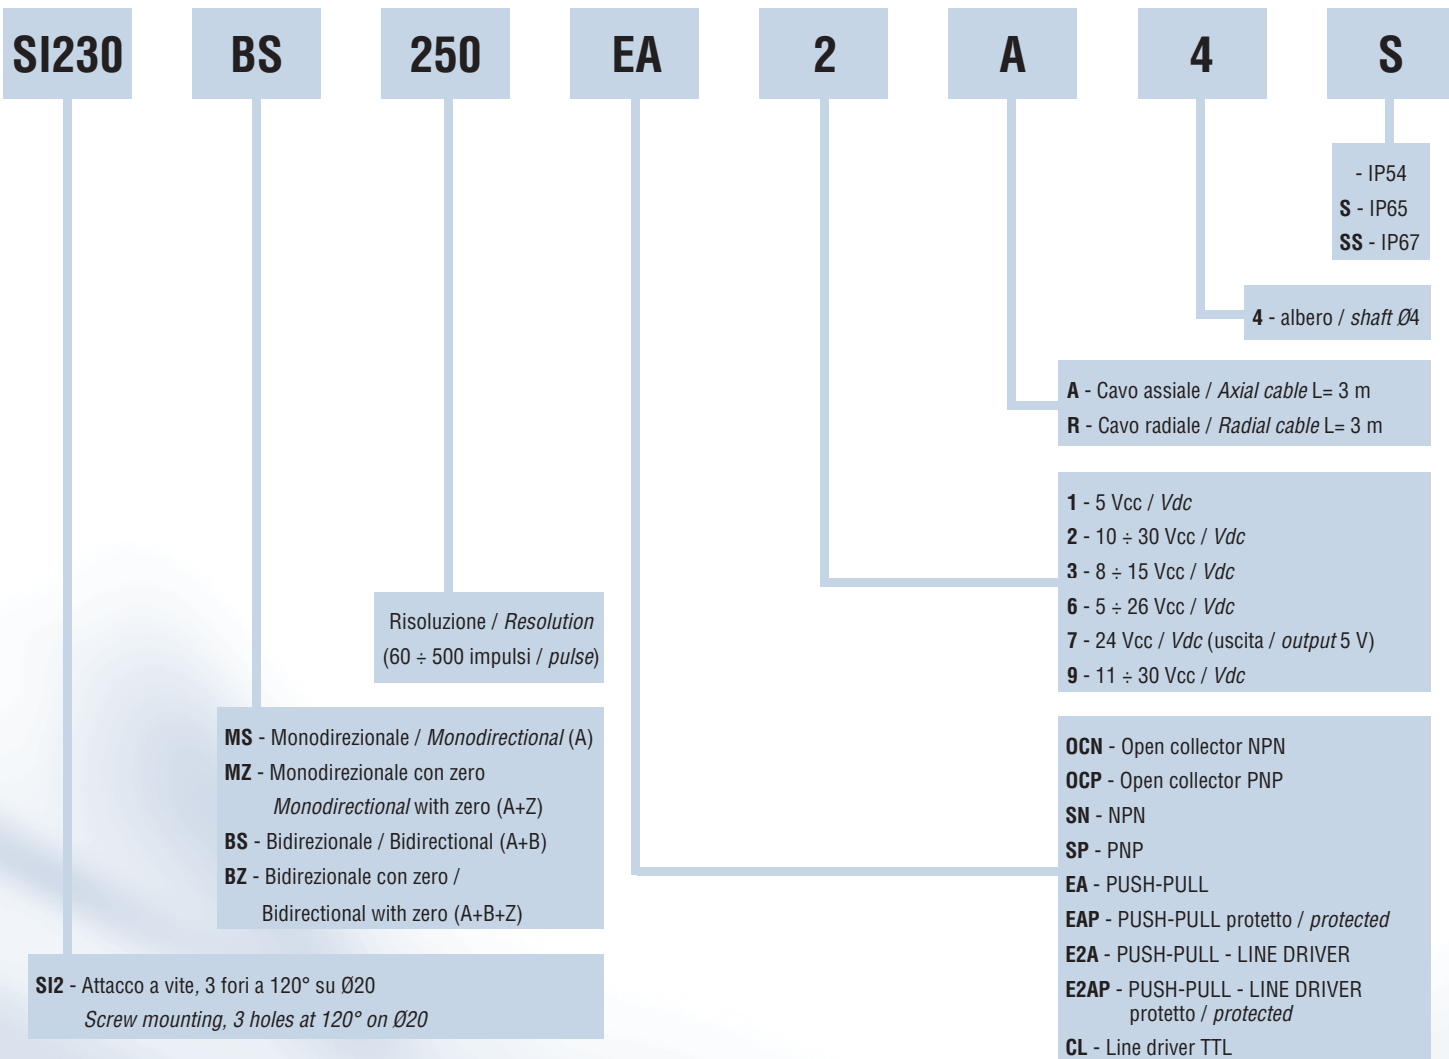 SI230 BS 250 EA 2 A 4 S
- IP54
S - IP65
SS - IP67
4 - albero / shaft Ø4
A - Cavo assiale / Axial cable L= 3 m
R - Cavo radiale / Radial cable L= 3 m
1 - 5 Vcc / Vdc
2 - 10 ÷ 30 Vcc / Vdc
3 - 8 ÷ 15 Vcc / Vdc
6 - 5 ÷ 26 Vcc / Vdc
7 - 24 Vcc / Vdc (uscita / output 5 V)
9 - 11 ÷ 30 Vcc / Vdc
Risoluzione / Resolution
(60 ÷ 500 impulsi / pulse)
MS - Monodirezionale / Monodirectional (A)
MZ - Monodirezionale con zero
Monodirectional with zero (A+Z)
BS - Bidirezionale / Bidirectional (A+B)
BZ - Bidirezionale con zero /
Bidirectional with zero (A+B+Z)
OCN - Open collector NPN
OCP - Open collector PNP
SN - NPN
SP - PNP
EA - PUSH-PULL
EAP - PUSH-PULL protetto / protected
E2A - PUSH-PULL - LINE DRIVER
E2AP - PUSH-PULL - LINE DRIVER
protetto / protected
CL - Line driver TTL
SI2 - Attacco a vite, 3 fori a 120° su Ø20
Screw mounting, 3 holes at 120° on Ø20